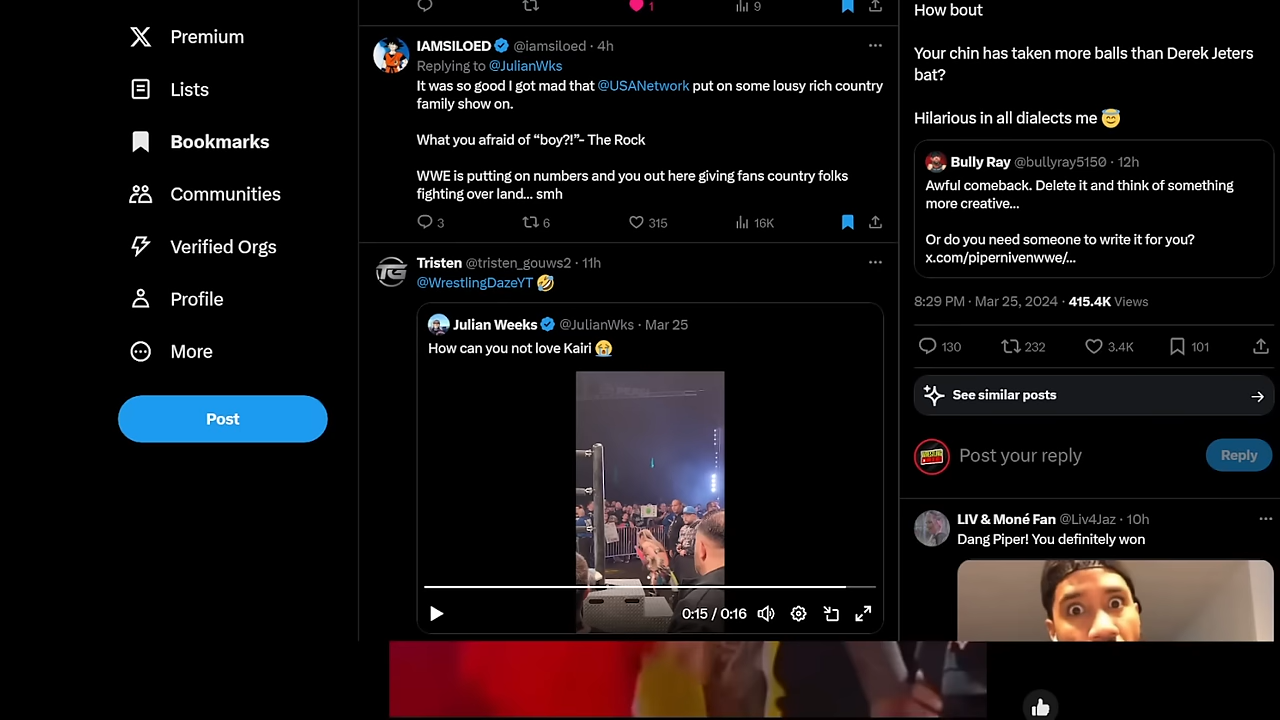 Premium
Lists
Bookmarks
Communities
Verified Orgs
Profile
More
Post
1
9
IAMSILOED @iamsiloed · 4h
Replying to @JulianWks
It was so good I got mad that @USANetwork put on some lousy rich country
family show on.
What you afraid of “boy?!”- The Rock
WWE is putting on numbers and you out here giving fans country folks
fighting over land... smh
3
6
315
16K
Tristen @tristen_gouws2 · 11h
@WrestlingDazeYT 🤣
Julian Weeks @JulianWks · Mar 25
How can you not love Kairi 😭
0:15 / 0:16
How bout
Your chin has taken more balls than Derek Jeters
bat?
Hilarious in all dialects me 😇
Bully Ray @bullyray5150 · 12h
Awful comeback. Delete it and think of something
more creative...
Or do you need someone to write it for you?
x.com/pipernivenwwe/...
8:29 PM · Mar 25, 2024 · 415.4K Views
130
232
3.4K
101
See similar posts
Post your reply
Reply
LIV & Moné Fan @Liv4Jaz · 10h
Dang Piper! You definitely won